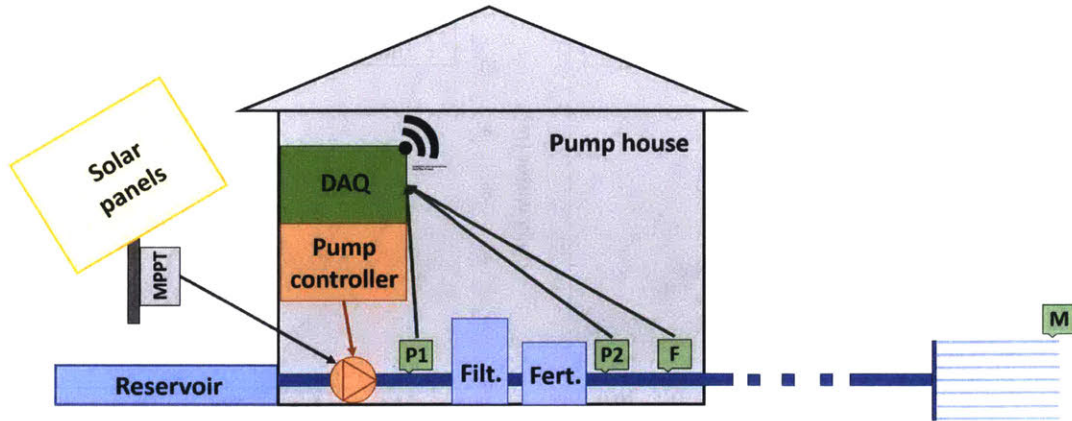 Solar
panels
MPPT
Reservoir
Pump house
DAQ
Pump
controller
P1
Filt.
Fert.
P2
F
M